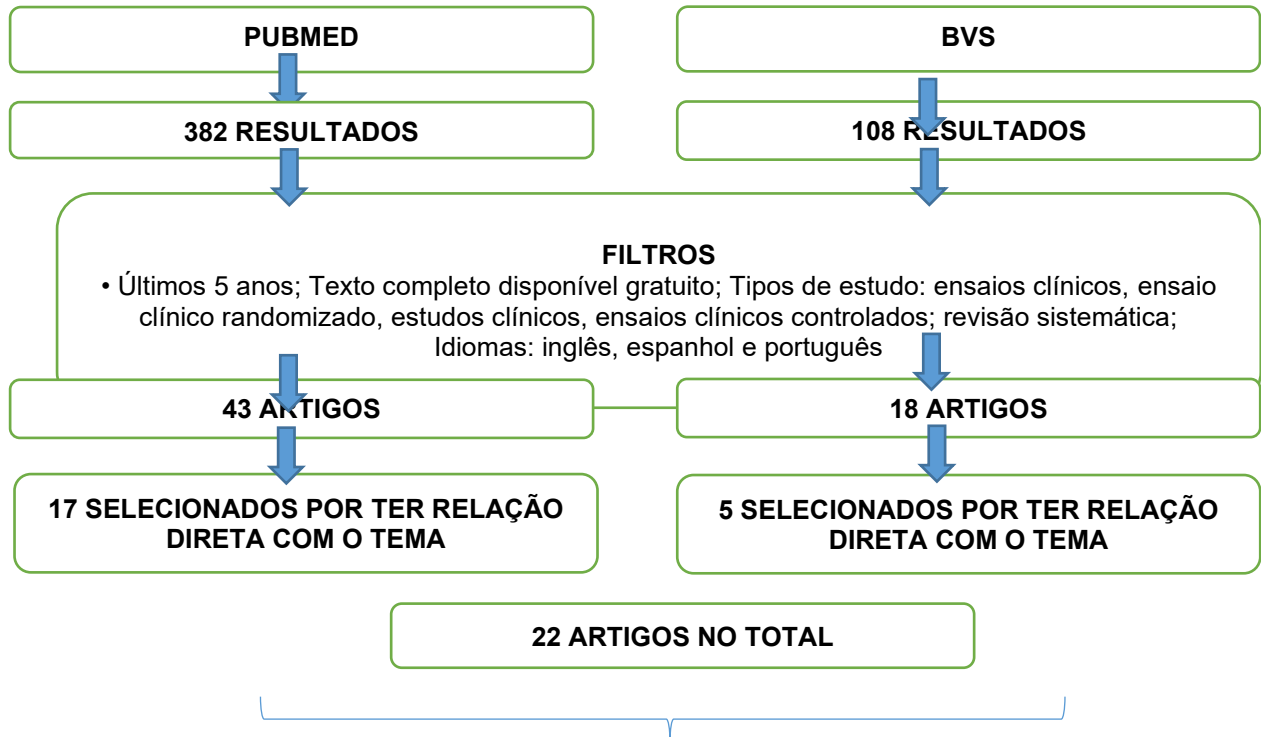 PUBMED
BVS
382 RESULTADOS
108 RESULTADOS
FILTROS
• Últimos 5 anos; Texto completo disponível gratuito; Tipos de estudo: ensaios clínicos, ensaio
clínico randomizado, estudos clínicos, ensaios clínicos controlados; revisão sistemática;
Idiomas: inglês, espanhol e português
43 ARTIGOS
18 ARTIGOS
17 SELECIONADOS POR TER RELAÇÃO
DIRETA COM O TEMA
5 SELECIONADOS POR TER RELAÇÃO
DIRETA COM O TEMA
22 ARTIGOS NO TOTAL